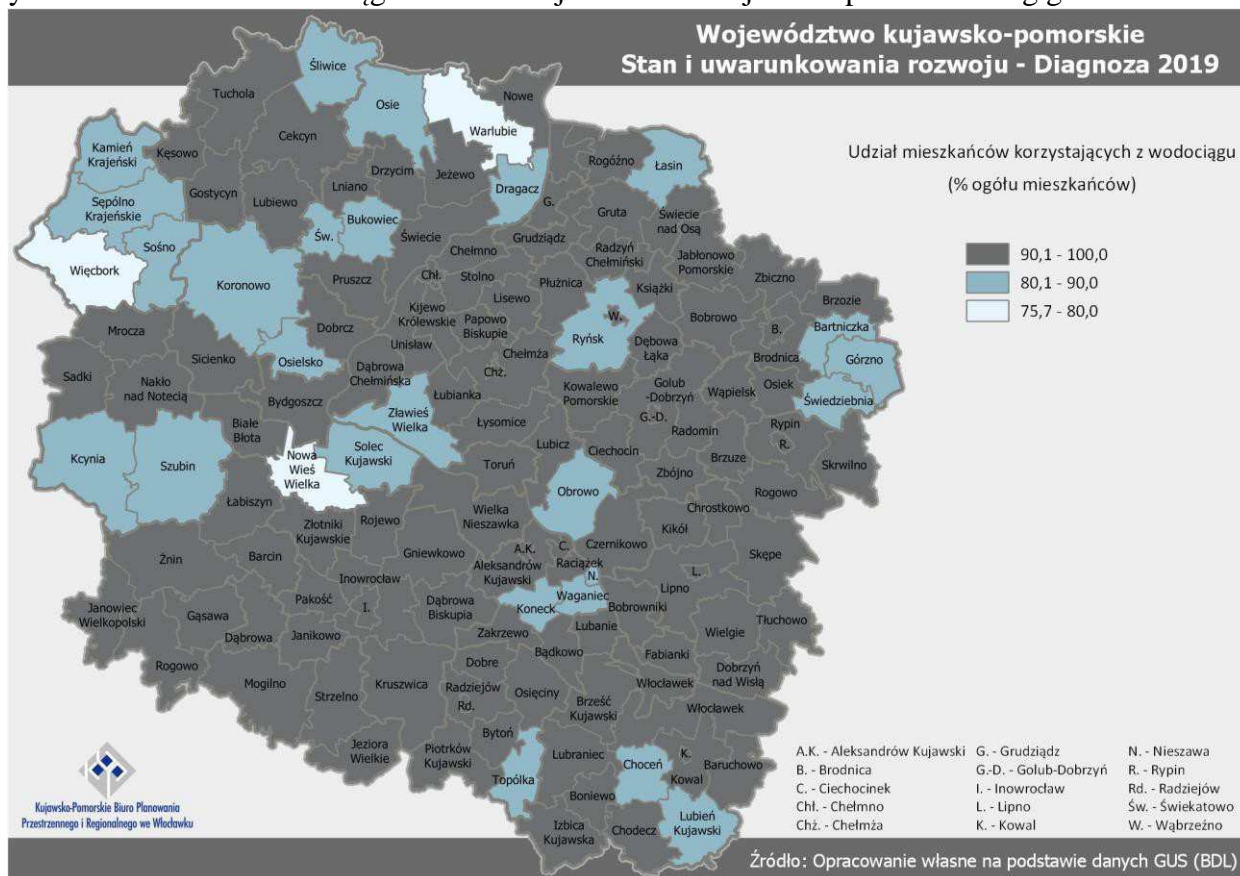 Województwo kujawsko-pomorskie
Stan i uwarunkowania rozwoju - Diagnoza 2019
Udział mieszkańców korzystających z wodociągu
(% ogółu mieszkańców)
90,1 - 100,0
80,1 - 90,0
75,7 - 80,0
Śliwice
Tuchola
Osie
Nowe
Warlubie
Cekcyn
Kamień
Krajeński
Kęsowo
Rogóźno
Łasin
Drzycim
Jeżewo
Lniano
Dragacz
G.
Gostycyn
Lubiewo
Sępólno
Krajeńskie
Bukowiec
Gruta
Świecie
nad Osą
Św.
Świecie
Grudziądz
Sośno
Chełmno
Radzyń
Chełmiński
Jabłonowo
Pomorskie
Więcbork
Koronowo
Pruszcz
Chł.
Stolno
Płużnica
Książki
Zbiczno
Lisewo
Brzozie
Kijewo
Królewskie
Papowo
Biskupie
W.
Bobrowo
Bartniczka
Mrocza
Dobrcz
Unisław
Ryńsk
B.
Sicienko
Osielsko
Chełmża
Dębowa
Łąka
Brodnica
Górzno
Sadki
Dąbrowa
Chełmińska
Chż.
Nakło
nad Notecią
Łubianka
Kowalewo
Pomorskie
Golub
-Dobrzyń
Wąpielsk
Osiek
Świedziebnia
Bydgoszcz
Zławieś
Wielka
Łysomice
G.-D.
Radomin
Rypin
Białe
Błota
R.
Solec
Kujawski
Lubicz
Ciechocin
Kcynia
Szubin
Nowa
Wieś
Wielka
Toruń
Brzuze
Skrwilno
Zbójno
Obrowo
Rogowo
Łabiszyn
Wielka
Nieszawka
Chrostkowo
Złotniki
Kujawskie
Rojewo
Kikół
Gniewkowo
Czernikowo
Żnin
Barcin
A.K.
C.
Raciążek
Skępe
Aleksandrów
Kujawski
Inowrocław
N.
L.
Lipno
Janowiec
Wielkopolski
Pakość
I.
Dąbrowa
Biskupia
Koneck
Waganiec
Bobrowniki
Gąsawa
Tłuchowo
Dąbrowa
Janikowo
Zakrzewo
Lubanie
Wielgie
Rogowo
Bądkowo
Fabianki
Dobre
Dobrzyń
nad Wisłą
Mogilno
Strzelno
Kruszwica
Radziejów
Rd.
Osięciny
Włocławek
Brześć
Kujawski
Włocławek
Bytoń
Jeziora
Wielkie
Piotrków
Kujawski
Lubraniec
Choceń
K.
Kowal
Baruchowo
Topólka
Boniewo
Lubień
Kujawski
Izbica
Kujawska
Chodecz
A.K. - Aleksandrów Kujawski
B. - Brodnica
C. - Ciechocinek
Chł. - Chełmno
Chż. - Chełmża
G. - Grudziądz
G.-D. - Golub-Dobrzyń
I. - Inowrocław
L. - Lipno
K. - Kowal
N. - Nieszawa
R. - Rypin
Rd. - Radziejów
Św. - Świekatowo
W. - Wąbrzeźno
Kujawsko-Pomorskie Biuro Planowania
Przestrzennego i Regionalnego we Włocławku
Źródło: Opracowanie własne na podstawie danych GUS (BDL)